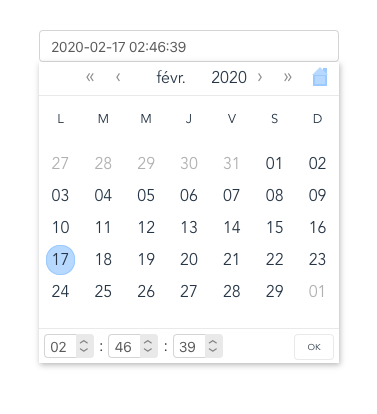 2020-02-17 02:46:39
« ‹ févr. 2020 › »
L M M J V S D
27 28 29 30 31 01 02
03 04 05 06 07 08 09
10 11 12 13 14 15 16
17 18 19 20 21 22 23
24 25 26 27 28 29 01
02 : 46 : 39 OK